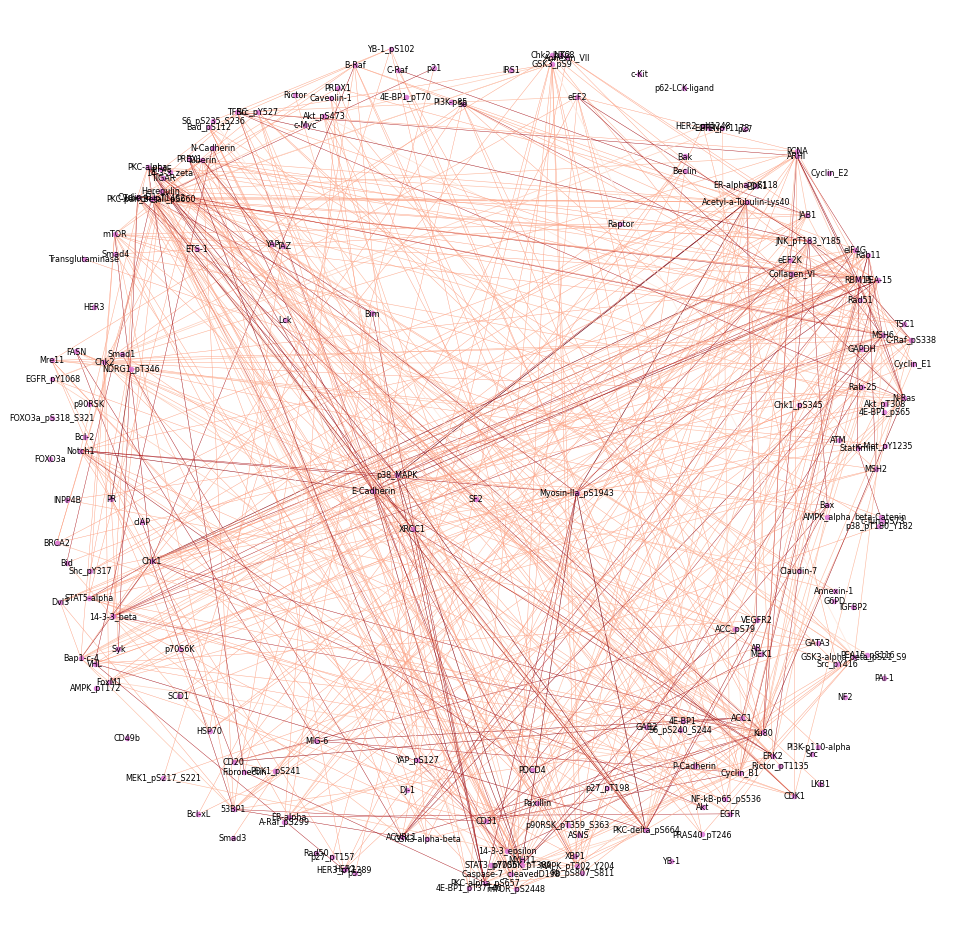 YB-1_pS102
B-Raf
C-Raf
p21
IRS1
GSK3_pS9
c-Kit
PRDX1
Rictor
Caveolin-1
4E-BP1_pT70
PI3K-p85
eEF2
p62-LCK-ligand
S6_pS235_S236
Bad_pS112
Src_pY527
Akt_pS473
c-Myc
p27
N-Cadherin
PCNA
ARHI
Bak
Beclin
Cyclin_E2
PKC-alpha
14-3-3_zeta
TIGAR
Heregulin
ER-alpha_pS118
Acetyl-a-Tubulin-Lys40
JAB1
Raptor
mTOR
Smad4
ETS-1
YAP
TAZ
Transglutaminase
JNK_pT183_Y185
eIF4G
Rab11
eEF2K
Collagen_VI
RBM15
PEA-15
Rad51
HER3
Lck
Bim
TSC1
MSH6
C-Raf_pS338
GAPDH
FASN
Smad1
Mre11
Chk2
NDRG1_pT346
Cyclin_E1
EGFR_pY1068
Rab-25
N-Ras
p90RSK
Chk1_pS345
Akt_pT308
4E-BP1_pS65
FOXO3a_pS318_S321
Bcl-2
Notch1
ATM
Stathmin
c-Met_pY1235
FOXO3a
MSH2
p38_MAPK
E-Cadherin
SF2
Myosin-IIa_pS1943
INPP4B
PR
Bax
cIAP
XRCC1
AMPK_alpha
beta-Catenin
p38_pT180_Y182
BRCA2
Bid
Chk1
Shc_pY317
Claudin-7
Annexin-1
G6PD
IGFBP2
Dvl3
STAT5-alpha
14-3-3_beta
VEGFR2
ACC_pS79
Syk
p70S6K
AR
MEK1
GATA3
Bap1-c-4
VHL
PEA15_pS116
GSK3-alpha-beta_pS21_S9
Src_pY416
FoxM1
AMPK_pT172
PAI-1
SCD1
NF2
CD49b
HSP70
MIG-6
GAB2
4E-BP1
S6_pS240_S244
ACC1
Ku80
PI3K-p110-alpha
Src
CD20
Fibronectin
PDK1_pS241
YAP_pS127
PDCD4
P-Cadherin
Cyclin_B1
ERK2
Rictor_pT1135
MEK1_pS217_S221
LKB1
DJ-1
p27_pT198
CDK1
Bcl-xL
53BP1
Paxillin
NF-kB-p65_pS536
Akt
EGFR
ER-alpha
A-Raf_pS299
CD31
p90RSK_pT359_S363
ASNS
PKC-delta_pS664
PRAS40_pT246
Smad3
ACVRL1
GSK3-alpha-beta
Rad50
p27_pT157
14-3-3_epsilon
MYH11
XBP1
MAPK_pT202_Y204
YB-1
p53
Caspase-7_cleavedD198
Rb_pS807_S811
PKC-alpha_pS657
mTOR_pS2448